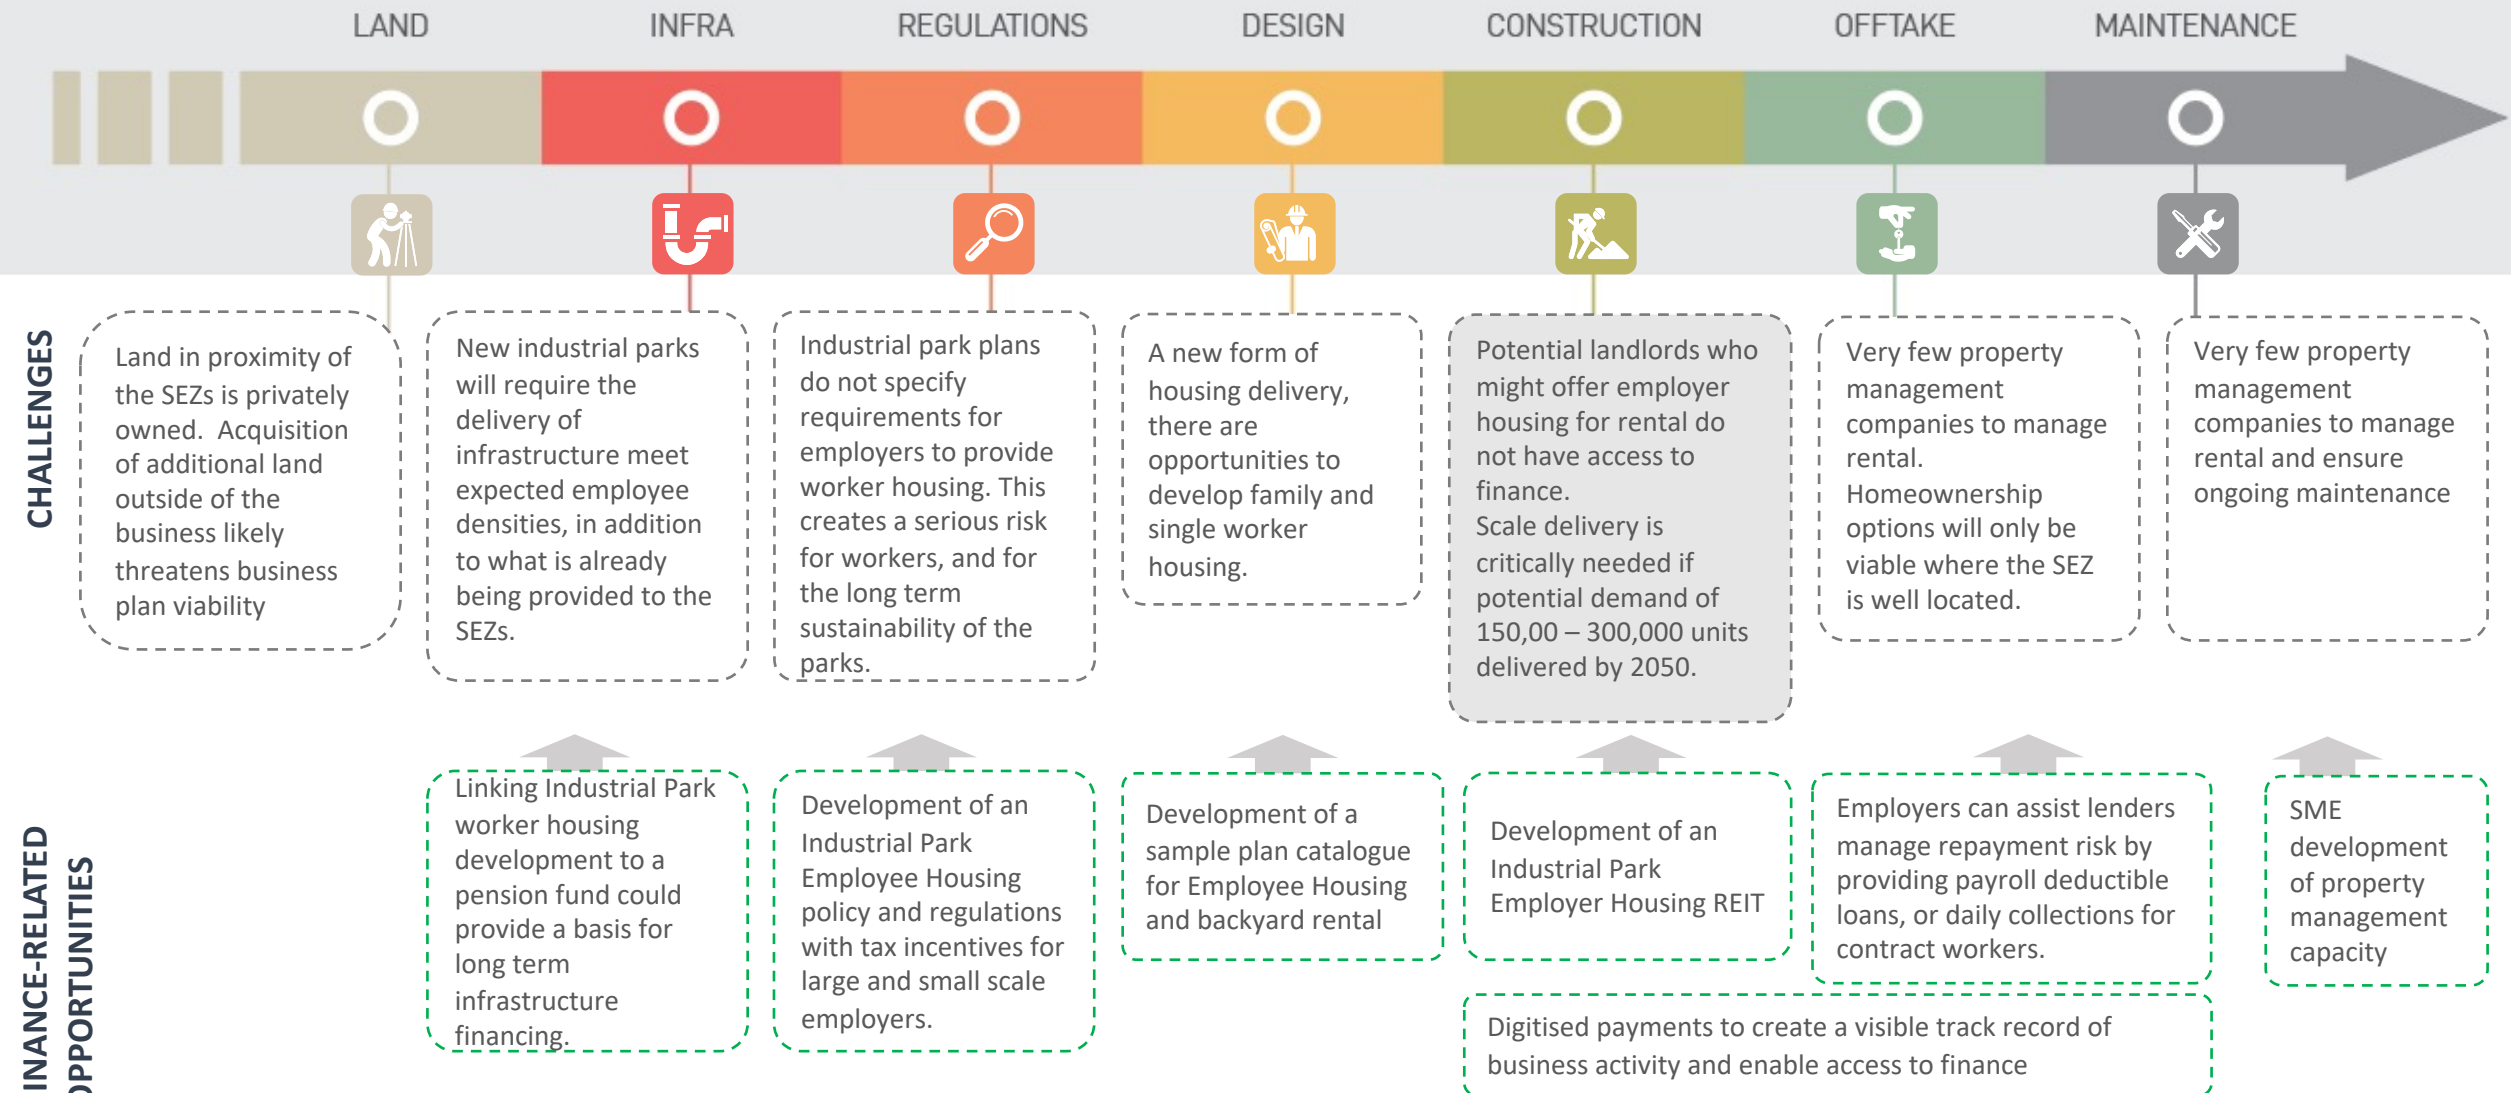 LAND
INFRA
REGULATIONS
DESIGN
CONSTRUCTION
OFFTAKE
MAINTENANCE
CHALLENGES
Land in proximity of
the SEZs is privately
owned. Acquisition
of additional land
outside of the
business likely
threatens business
plan viability
New industrial parks
will require the
delivery of
infrastructure meet
expected employee
densities, in addition
to what is already
being provided to the
SEZs.
Industrial park plans
do not specify
requirements for
employers to provide
worker housing. This
creates a serious risk
for workers, and for
the long term
sustainability of the
parks.
A new form of
housing delivery,
there are
opportunities to
develop family and
single worker
housing.
Potential landlords who
might offer employer
housing for rental do
not have access to
finance.
Scale delivery is
critically needed if
potential demand of
150,00 – 300,000 units
delivered by 2050.
Very few property
management
companies to manage
rental.
Homeownership
options will only be
viable where the SEZ
is well located.
Very few property
management
companies to manage
rental and ensure
ongoing maintenance
INANCE-RELATED
OPPORTUNITIES
Linking Industrial Park
worker housing
development to a
pension fund could
provide a basis for
long term
infrastructure
financing.
Development of an
Industrial Park
Employee Housing
policy and regulations
with tax incentives for
large and small scale
employers.
Development of a
sample plan catalogue
for Employee Housing
and backyard rental
Development of an
Industrial Park
Employer Housing REIT
Employers can assist lenders
manage repayment risk by
providing payroll deductible
loans, or daily collections for
contract workers.
SME
development
of property
management
capacity
Digitised payments to create a visible track record of
business activity and enable access to finance